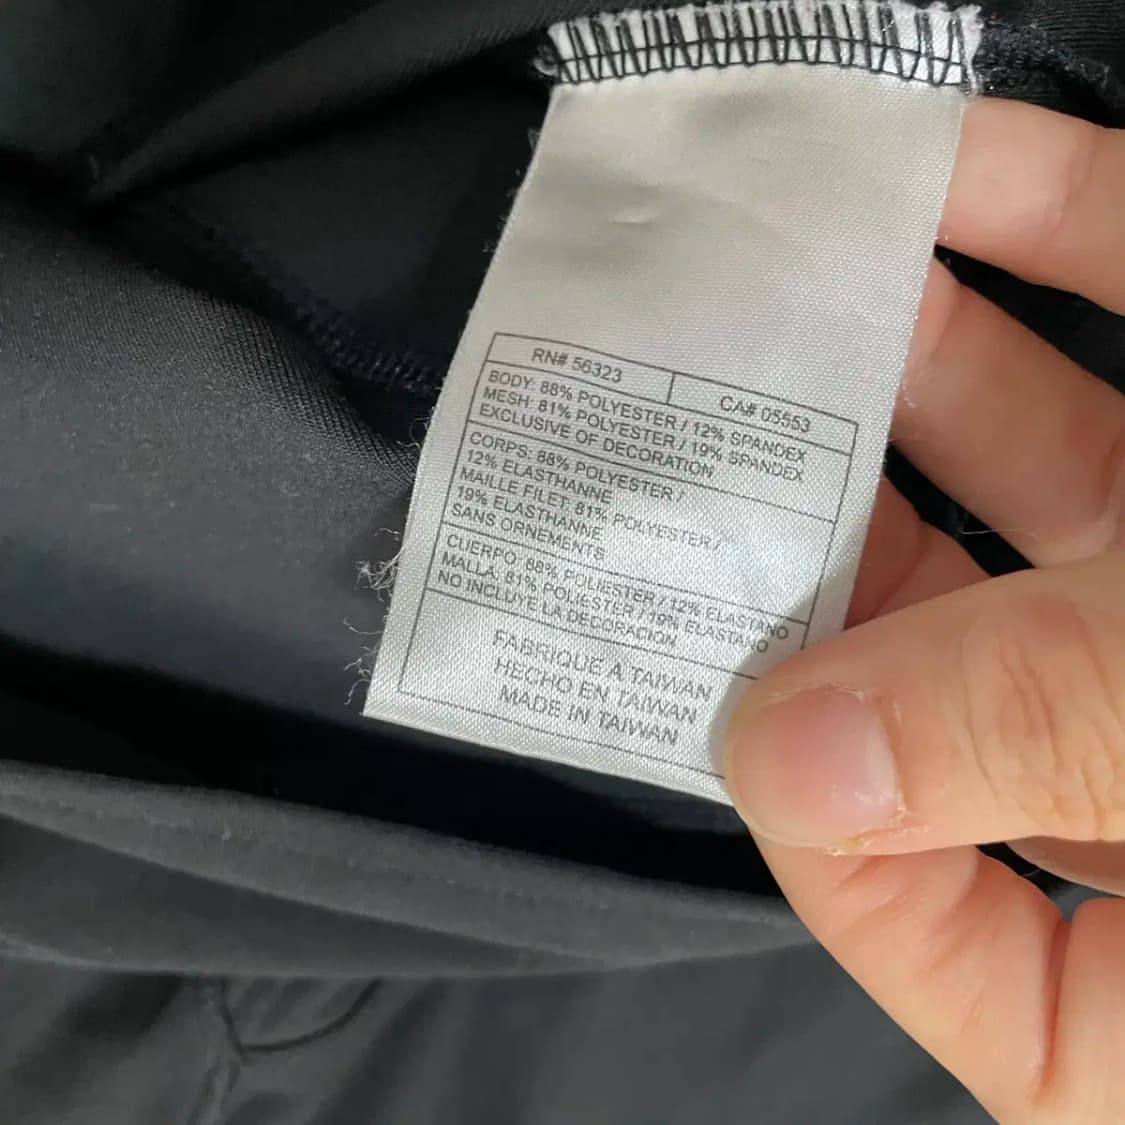 RN# 56323
CA# 05553
BODY: 88% POLYESTER / 12% SPANDEX
MESH: 81% POLYESTER / 19% SPANDEX
EXCLUSIVE OF DECORATION
CORPS: 88% POLYESTER /
12% ELASTHANNE
MAILLE FILET: 81% POLYESTER /
19% ELASTHANNE
SANS ORNEMENTS
CUERPO: 88% POLIESTER / 12% ELASTANO
MALLA: 81% POLIESTER / 19% ELASTANO
NO INCLUYE LA DECORACION
FABRIQUE A TAIWAN
HECHO EN TAIWAN
MADE IN TAIWAN